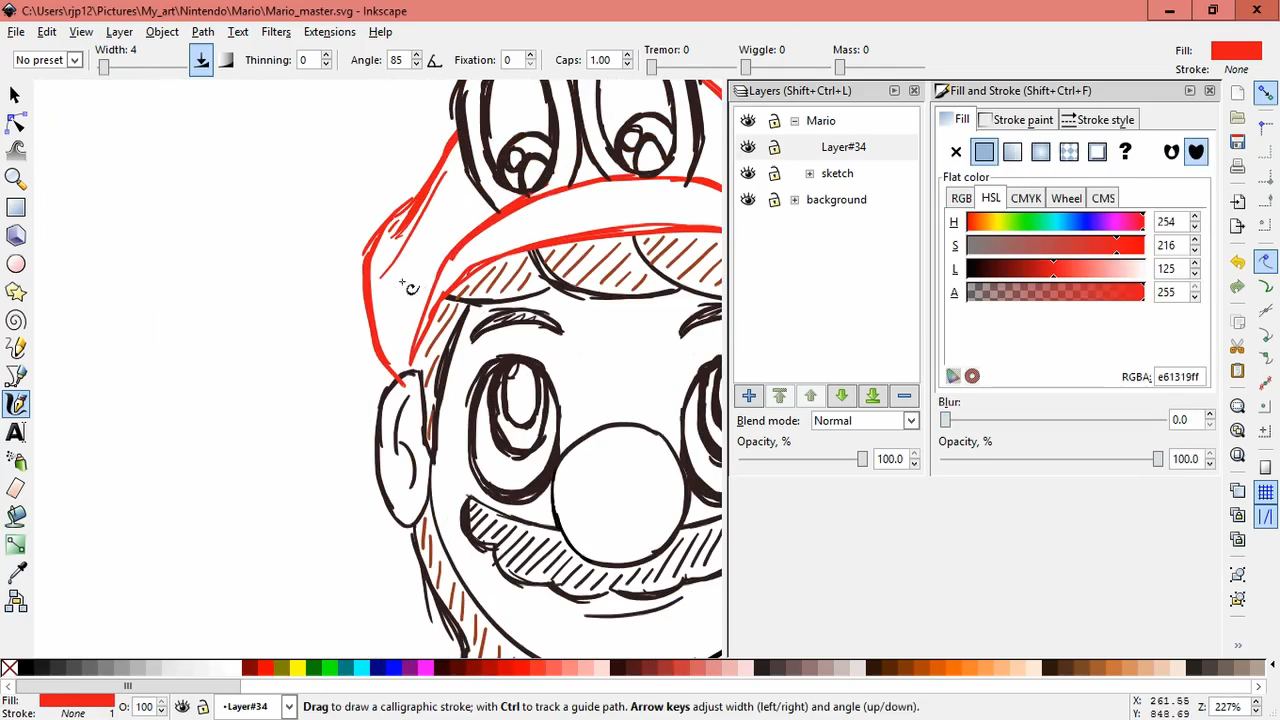 C:\Users\rjp12\Pictures\My_art\Nintendo\Mario\Mario_master.svg - Inkscape
File Edit View Layer Object Path Text Filters Extensions Help
No preset Width: 4 Thinning: 0 Angle: 85 Fixation: 0 Caps: 1.00 Tremor: 0 Wiggle: 0 Mass: 0 Fill:
Stroke: None
Layers (Shift+Ctrl+L) Fill and Stroke (Shift+Ctrl+F)
Mario Fill Stroke paint Stroke style
Layer#34
sketch
Flat color
background RGB HSL CMYK Wheel CMS
H 254
S 216
L 125
A 255
RGBA: e61319ff
Blur:
Blend mode: Normal 0.0
Opacity, % Opacity, %
100.0 100.0
Fill: O: 100 Layer#34 Drag to draw a calligraphic stroke; with Ctrl to track a guide path. Arrow keys adjust width (left/right) and angle (up/down). X: 261.55 Z: 227%
Stroke: None 1 Y: 848.69